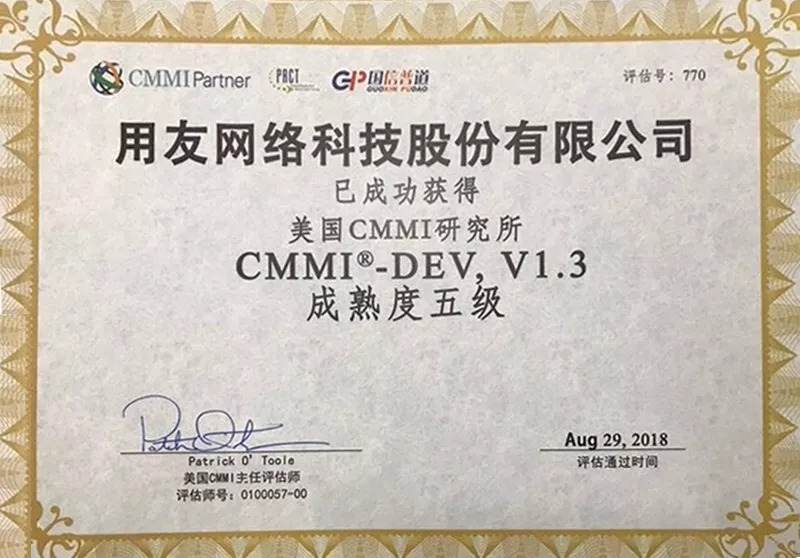 CMMI Partner PACT GP 国信普道 GUOXIN PUDAO 评估号：770
用友网络科技股份有限公司
已成功获得
美国CMMI研究所
CMMI®-DEV, V1.3
成熟度五级
Patrick O' Toole
美国CMMI主任评估师
评估师号：0100057-00
Aug 29, 2018
评估通过时间